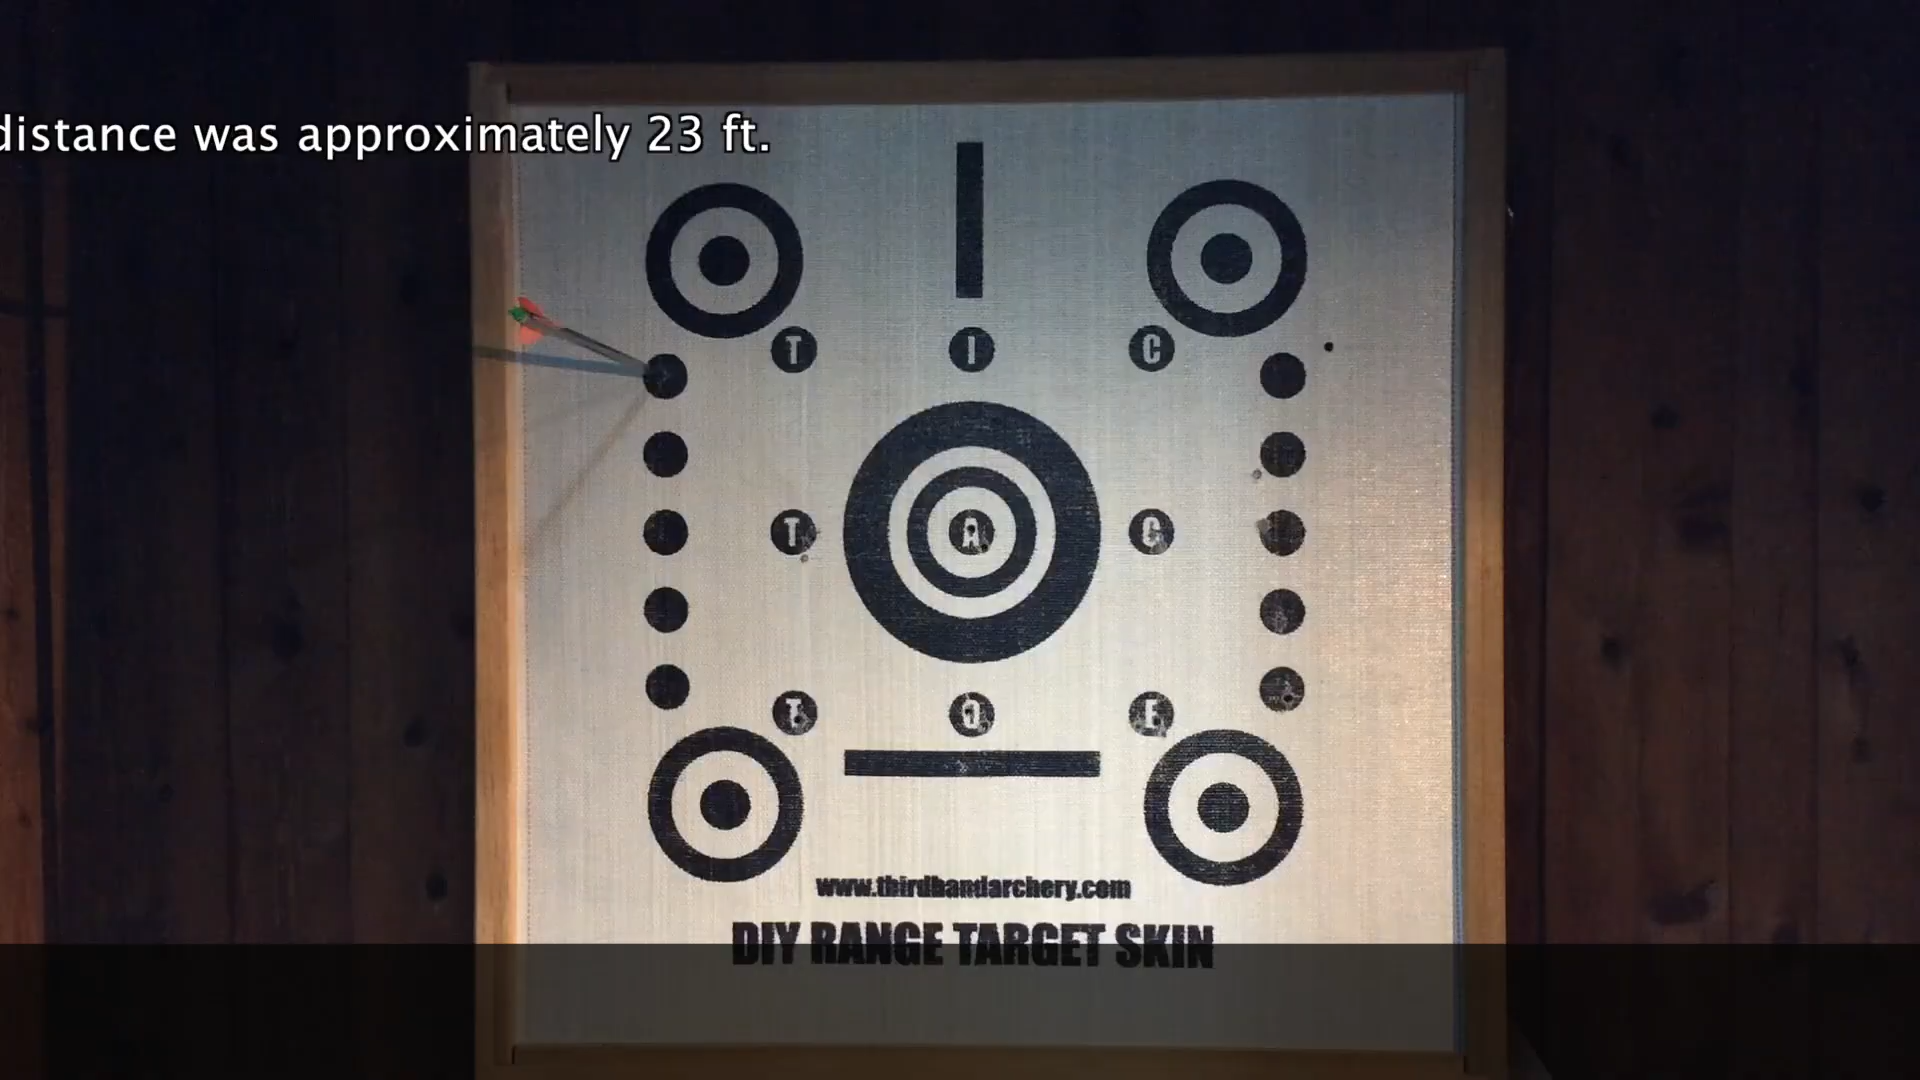 distance was approximately 23 ft.
T I C
T A C
T O E
www.thirdhandarchery.com
DIY RANGE TARGET SKIN